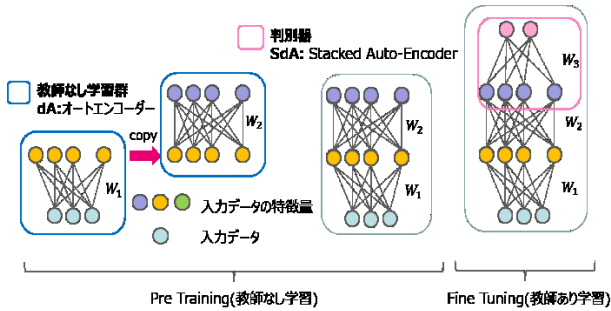 判別器
SdA: Stacked Auto-Encoder
教師なし学習群
dA:オートエンコーダー
copy
W1
W2
W2
W1
W3
W2
W1
入力データの特徴量
入力データ
Pre Training(教師なし学習)
Fine Tuning(教師あり学習)